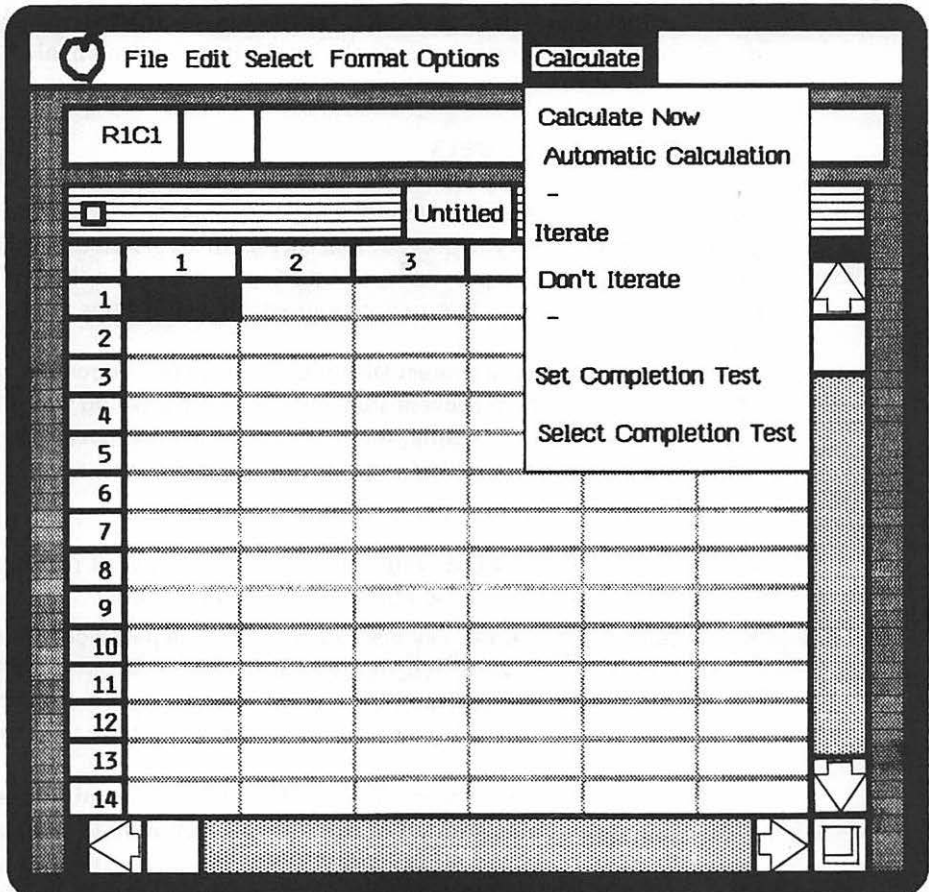 File Edit Select Format Options Calculate
Calculate Now
Automatic Calculation
–
Iterate
Don't Iterate
–
Set Completion Test
Select Completion Test
R1C1
Untitled
1 2 3
1
2
3
4
5
6
7
8
9
10
11
12
13
14